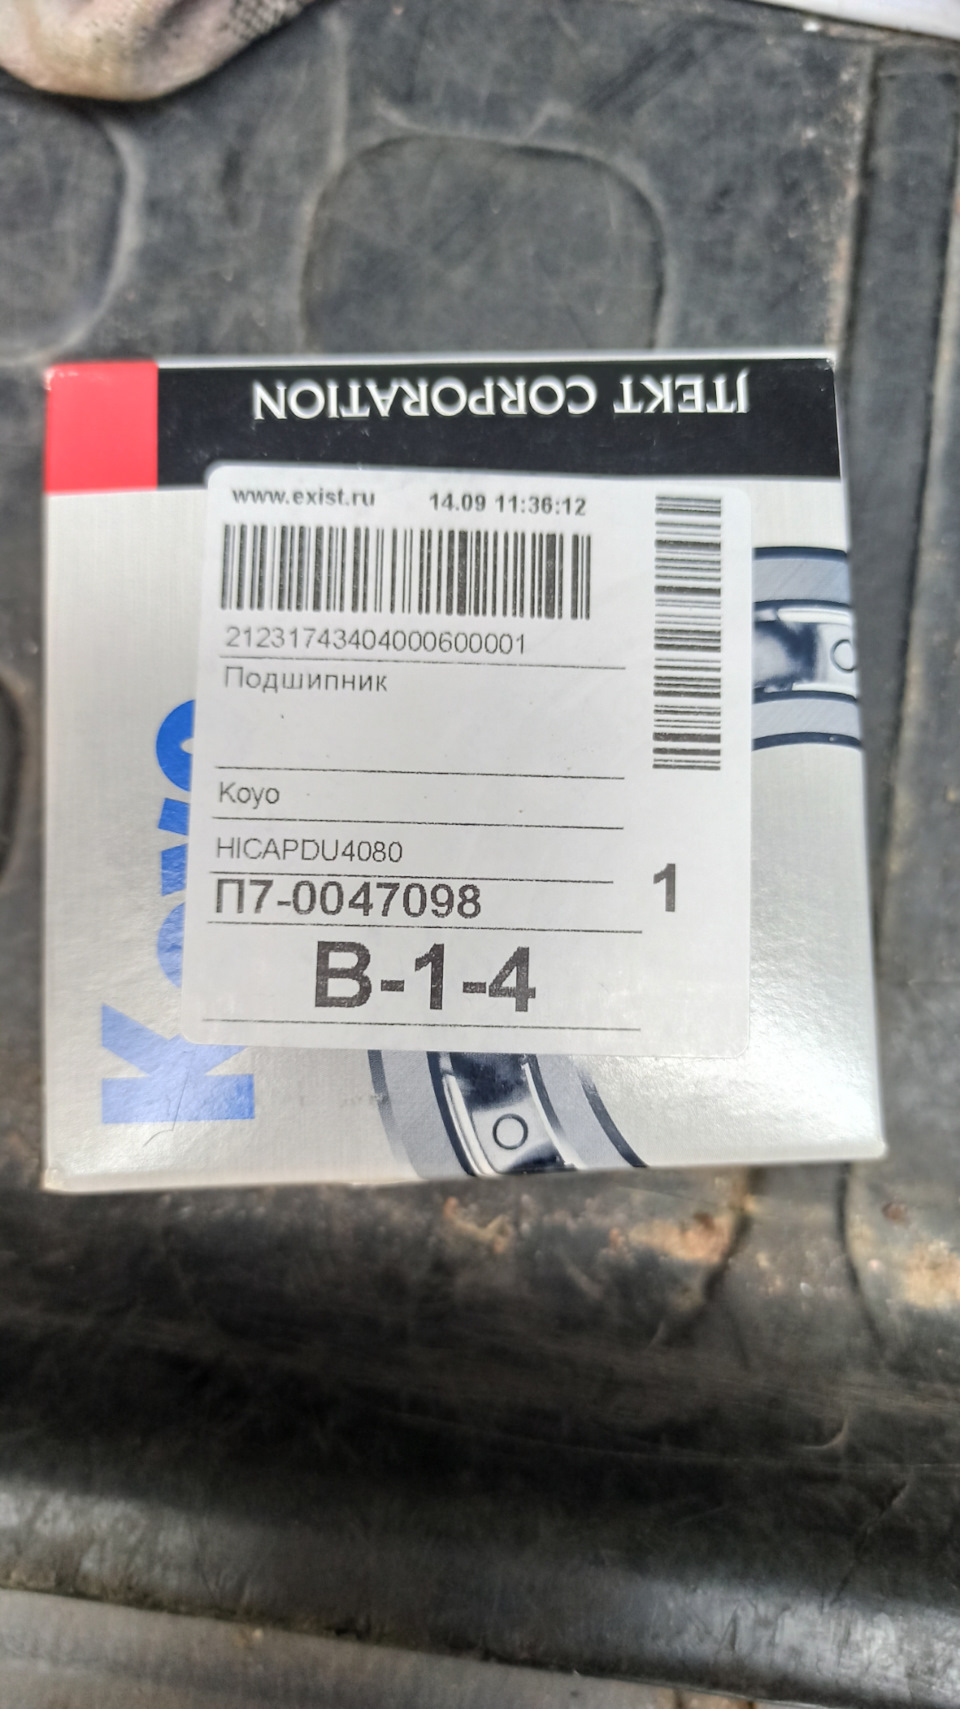 JTEKT CORPORATION
www.exist.ru 14.09 11:36:12
21231743404000600001
Подшипник
Koyo
HICAPDU4080
П7-0047098
1
В-1-4
Koyo